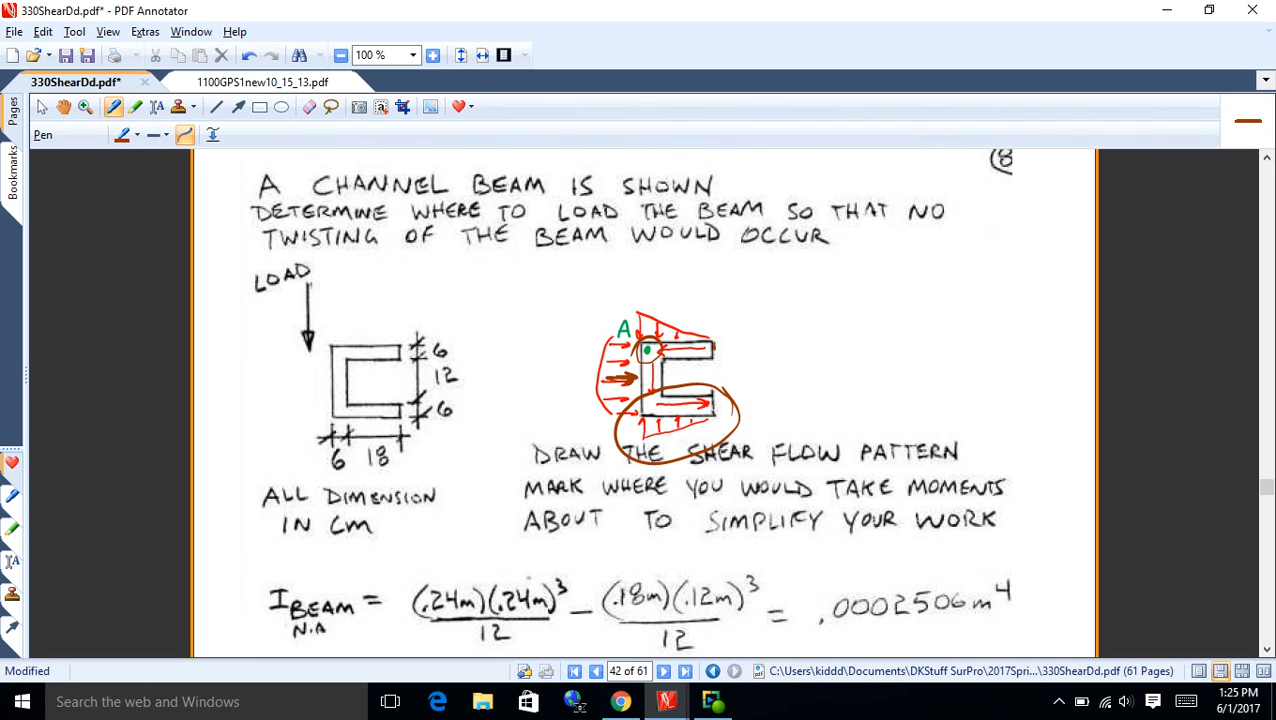 330ShearDd.pdf* - PDF Annotator
File Edit Tool View Extras Window Help
100 %
330ShearDd.pdf* 1100GPS1new10_15_13.pdf
Pen
Pages
Bookmarks
(8
A CHANNEL BEAM IS SHOWN
DETERMINE WHERE TO LOAD THE BEAM SO THAT NO
TWISTING OF THE BEAM WOULD OCCUR
LOAD
6
12
6
6 18
ALL DIMENSION
IN CM
A
DRAW THE SHEAR FLOW PATTERN
MARK WHERE YOU WOULD TAKE MOMENTS
ABOUT TO SIMPLIFY YOUR WORK
I BEAM N.A = (.24m)(.24m)³/12 - (.18m)(.12m)³/12 = .0002506 m⁴
Modified 42 of 61 C:\Users\kiddd\Documents\DKStuff SurPro\2017Spri...\330ShearDd.pdf (61 Pages)
Search the web and Windows
1:25 PM
6/1/2017